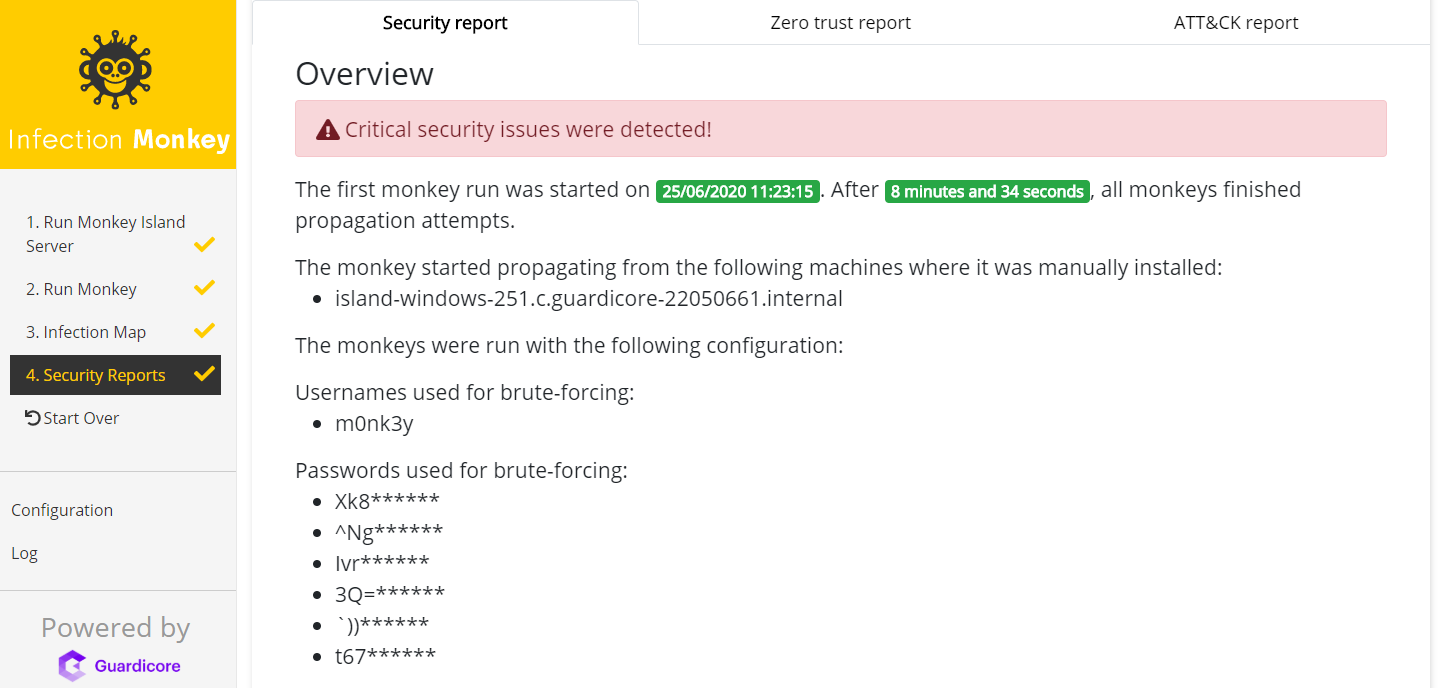 Infection Monkey
1. Run Monkey Island
Server
2. Run Monkey
3. Infection Map
4. Security Reports
Start Over
Configuration
Log
Powered by
Guardicore
Security report
Zero trust report
ATT&CK report
Overview
Critical security issues were detected!
The first monkey run was started on 25/06/2020 11:23:15. After 8 minutes and 34 seconds, all monkeys finished
propagation attempts.
The monkey started propagating from the following machines where it was manually installed:
• island-windows-251.c.guardicore-22050661.internal
The monkeys were run with the following configuration:
Usernames used for brute-forcing:
• m0nk3y
Passwords used for brute-forcing:
• Xk8******
• ^Ng******
• Ivr******
• 3Q=******
• `))******
• t67******